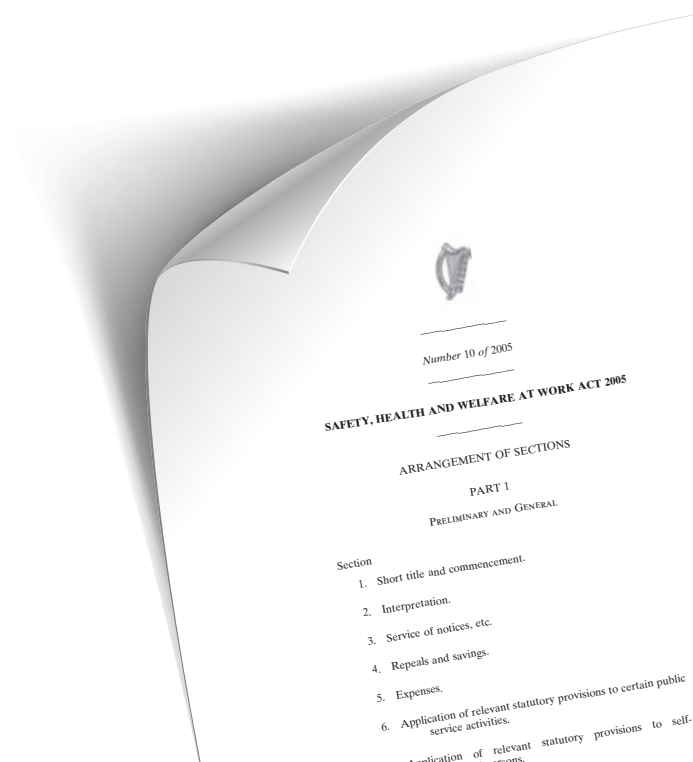 Number 10 of 2005
SAFETY, HEALTH AND WELFARE AT WORK ACT 2005
ARRANGEMENT OF SECTIONS
PART 1
Preliminary and General
Section
1. Short title and commencement.
2. Interpretation.
3. Service of notices, etc.
4. Repeals and savings.
5. Expenses.
6. Application of relevant statutory provisions to certain public
service activities.
of relevant statutory provisions to self-